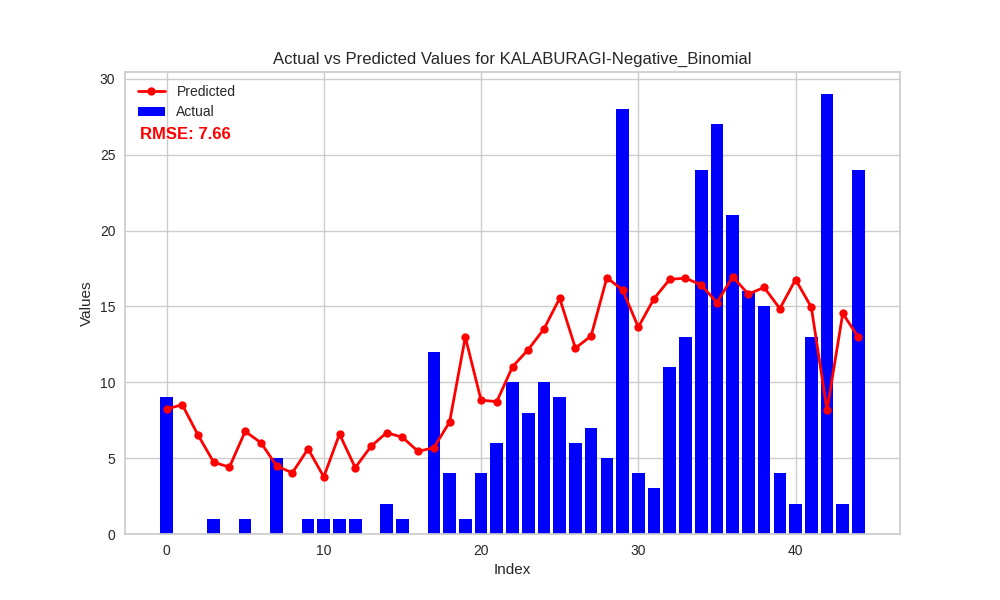 Actual vs Predicted Values for KALABURAGI-Negative_Binomial
Predicted
Actual
RMSE: 7.66
Values
30
25
20
15
10
5
0
0 10 20 30 40
Index